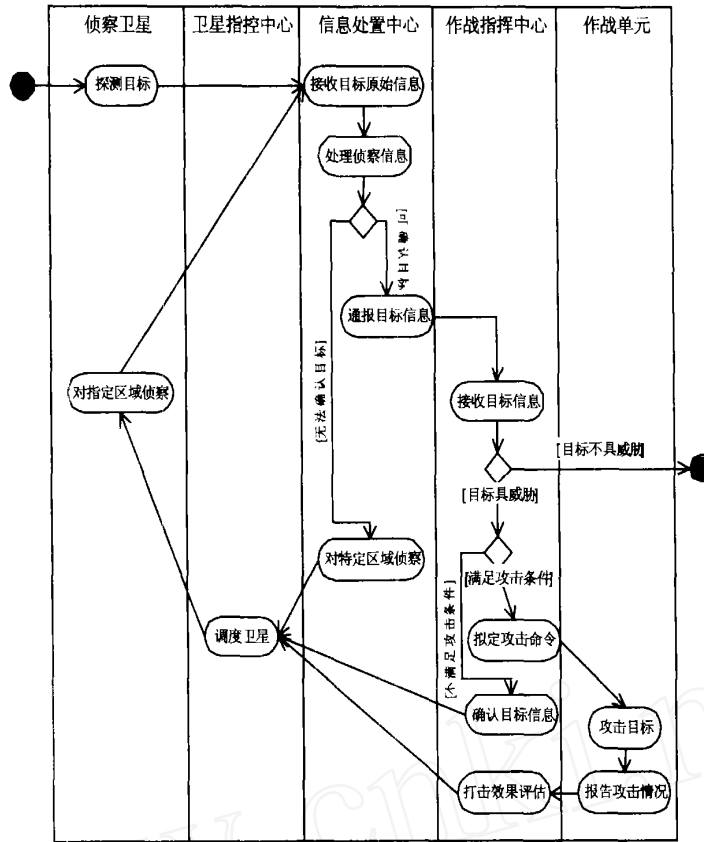 侦察卫星
卫星指控中心
信息处置中心
作战指挥中心
作战单元
探测目标
接收目标原始信息
处理侦察信息
[可确认目标
通报目标信息
[无法确认目标]
对指定区域侦察
接收目标信息
[目标不具威胁]
[目标具威胁]
对特定区域侦察
[满足攻击条件]
[不满足攻击条件]
调度卫星
拟定攻击命令
确认目标信息
攻击目标
打击效果评估
报告攻击情况